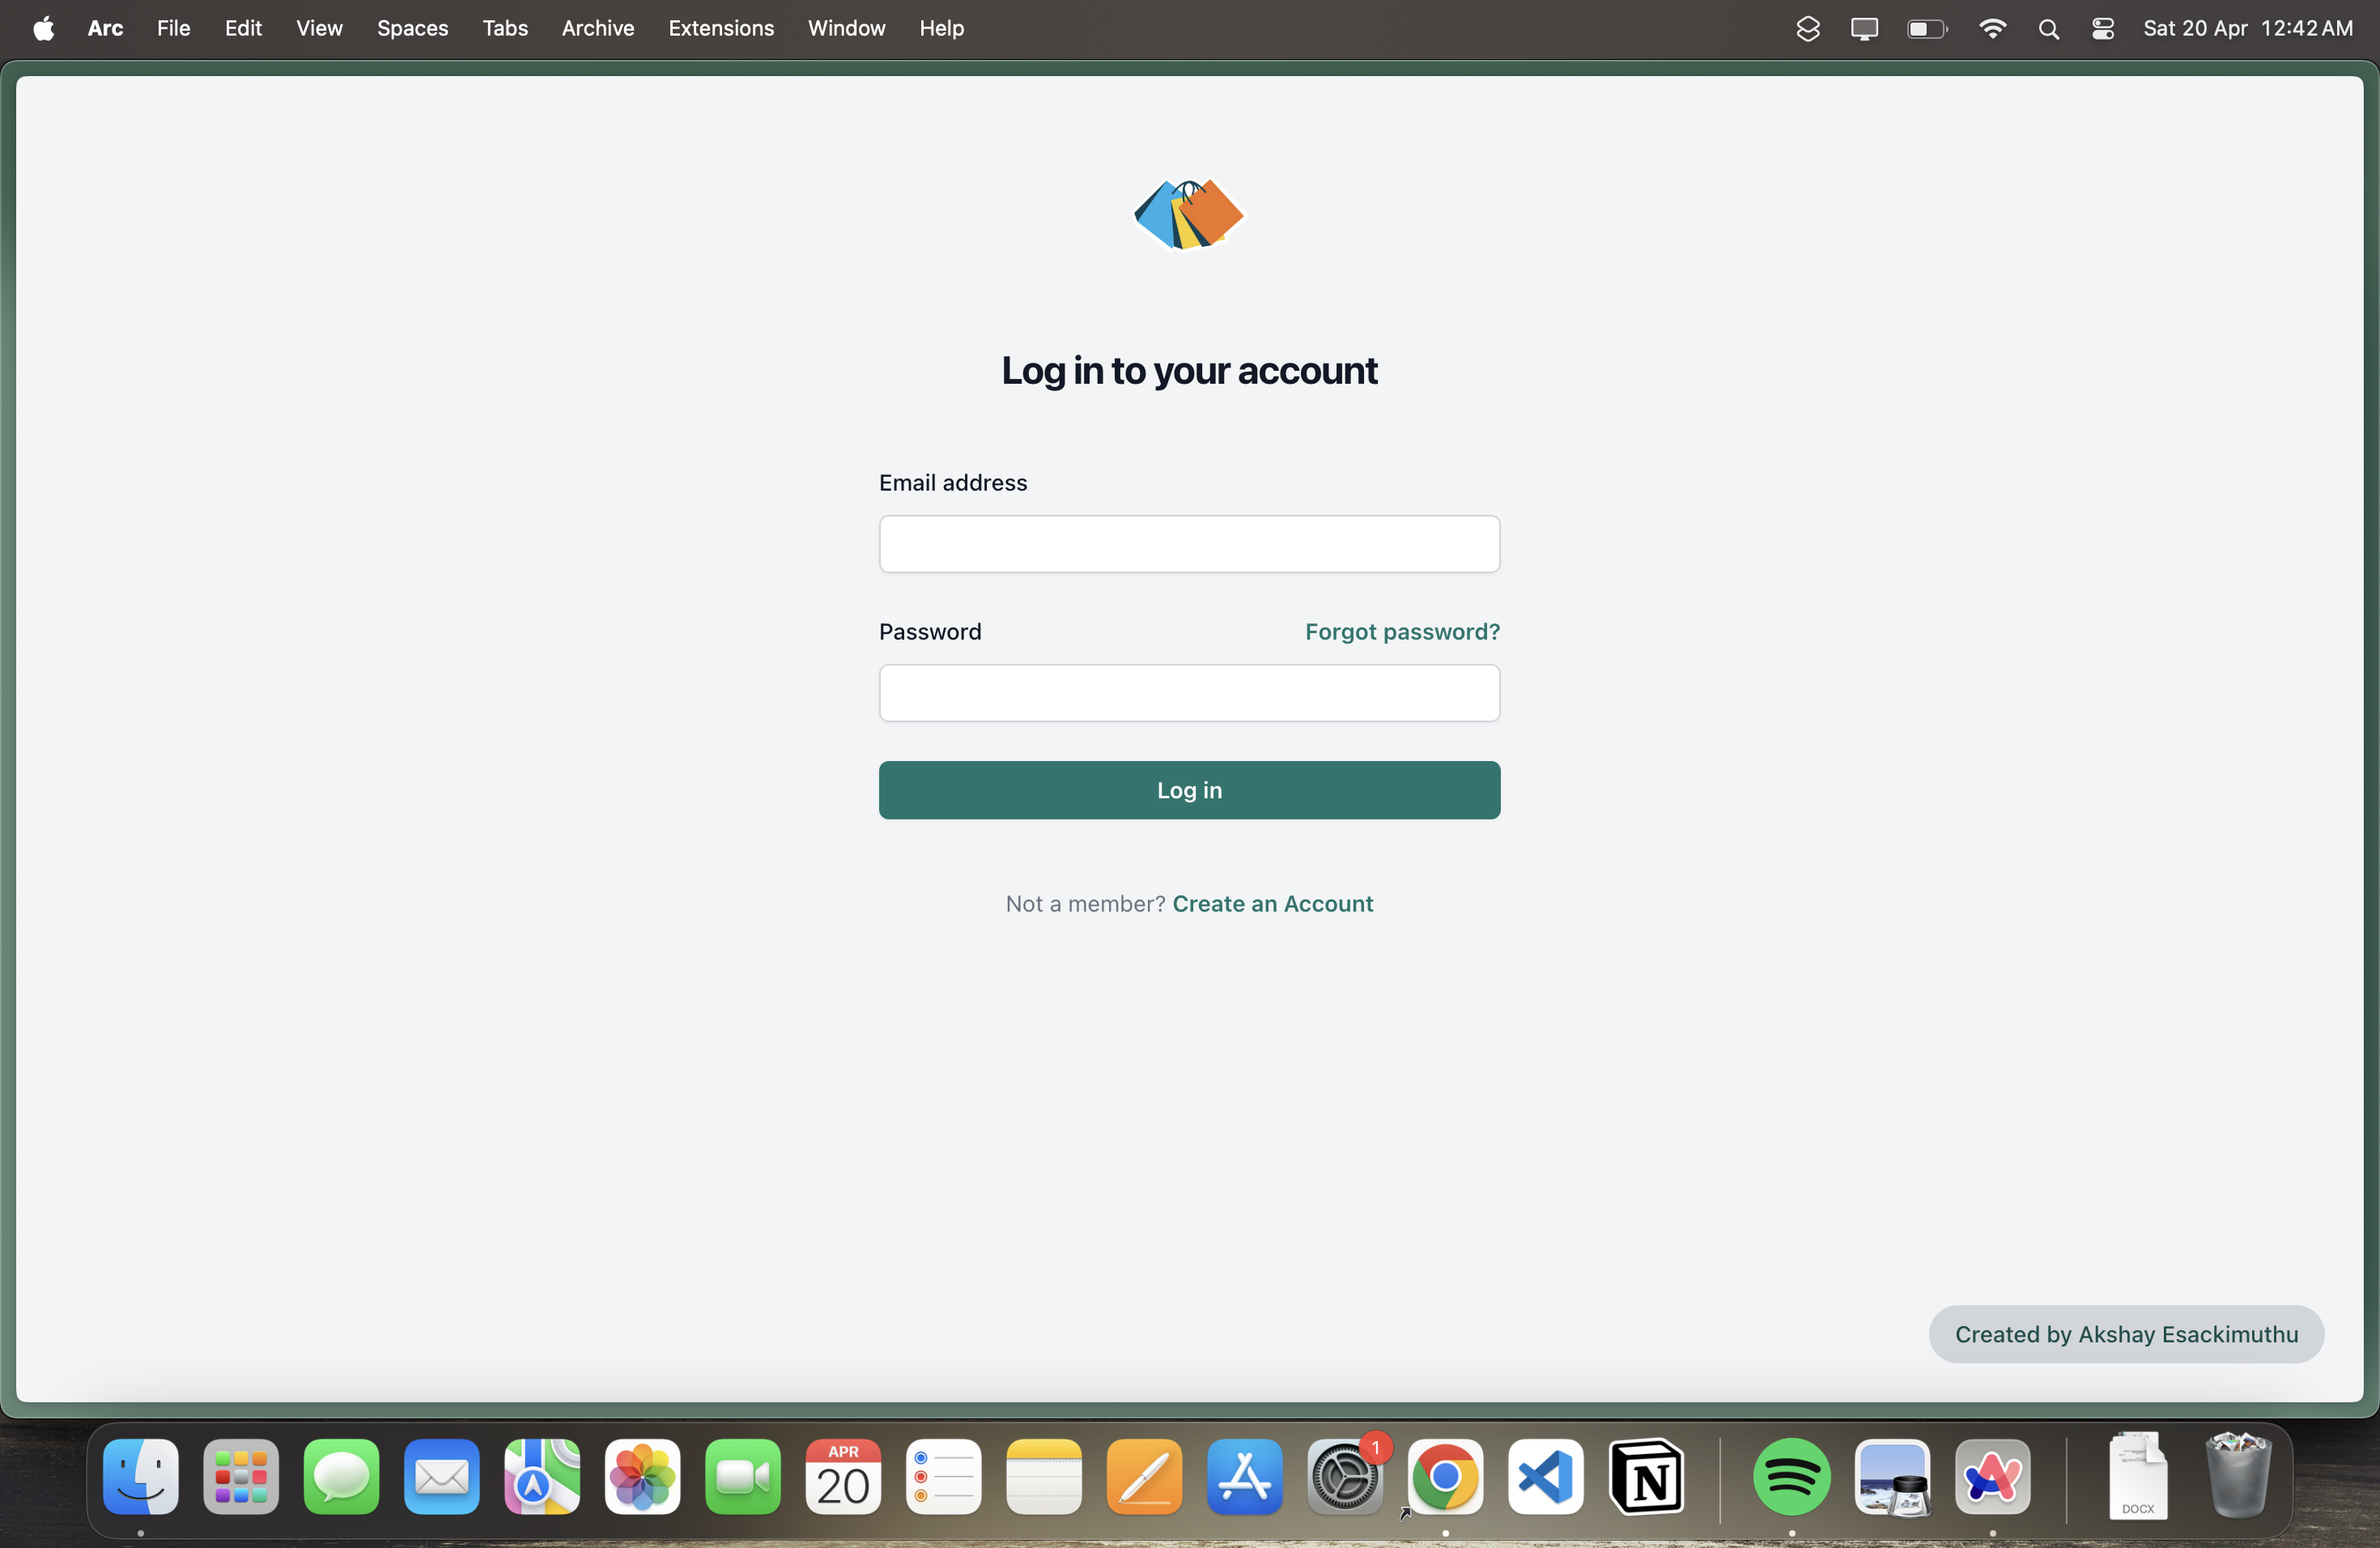 Arc File Edit View Spaces Tabs Archive Extensions Window Help Sat 20 Apr 12:42 AM
Log in to your account
Email address
Password Forgot password?
Log in
Not a member? Create an Account
Created by Akshay Esackimuthu
APR
20
1
N
DOCX